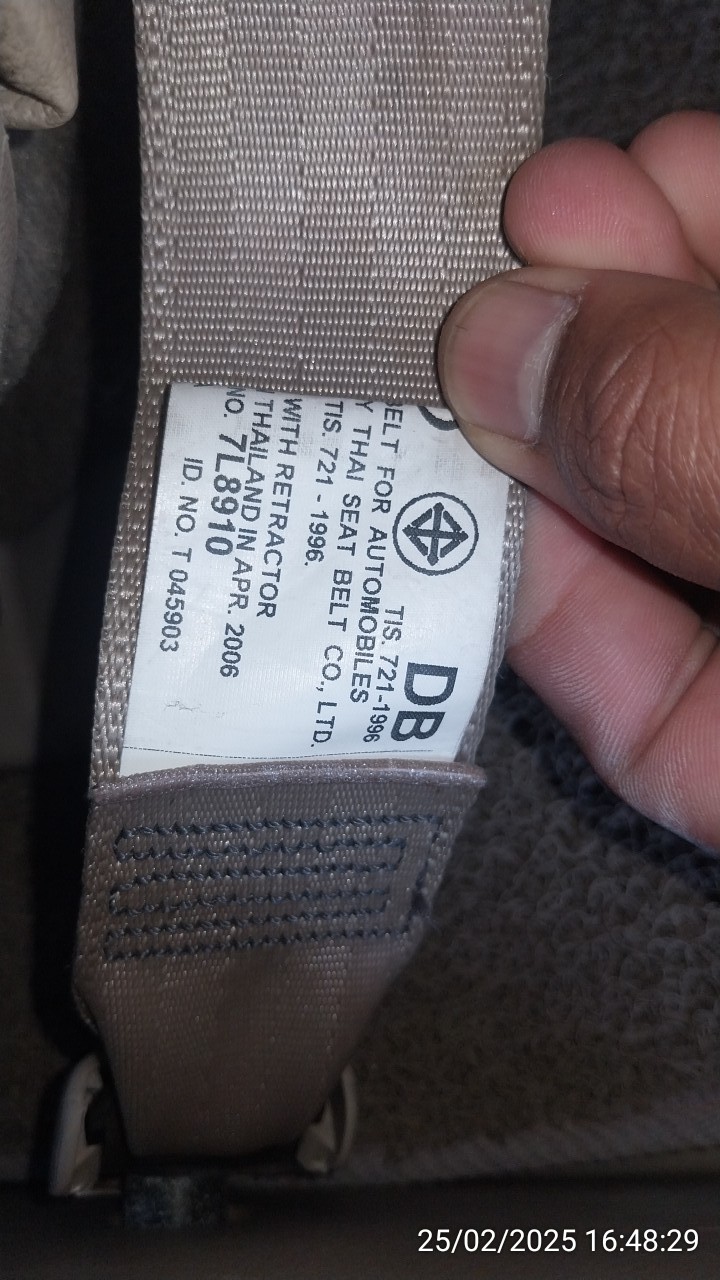 DB
TIS. 721-1996
BELT FOR AUTOMOBILES
Y THAI SEAT BELT CO., LTD.
TIS. 721 - 1996.
WITH RETRACTOR
THAILAND IN APR. 2006
NO. 7L8910
ID. NO. T 045903
25/02/2025 16:48:29